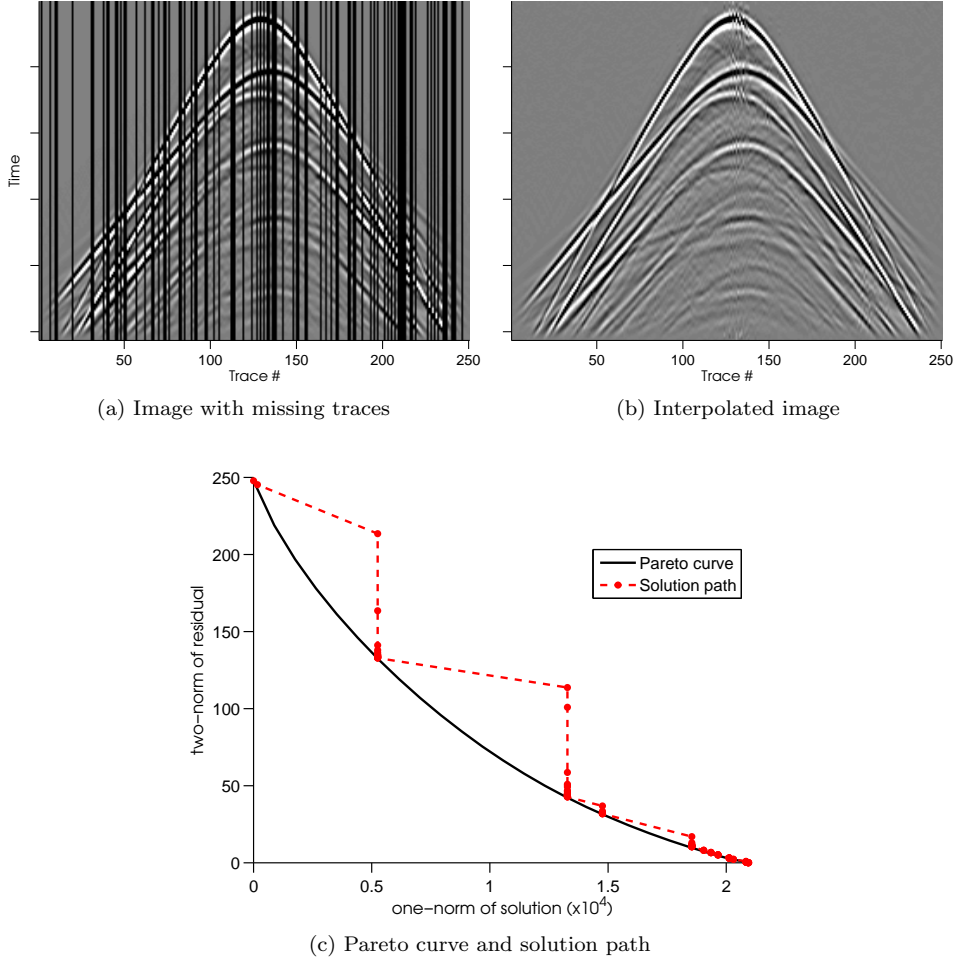 Time
50 100 150 200 250
Trace #
(a) Image with missing traces
50 100 150 200 250
Trace #
(b) Interpolated image
250
200
150
100
50
0
two-norm of residual
Pareto curve
Solution path
0 0.5 1 1.5 2
one-norm of solution (x10^4)
(c) Pareto curve and solution path